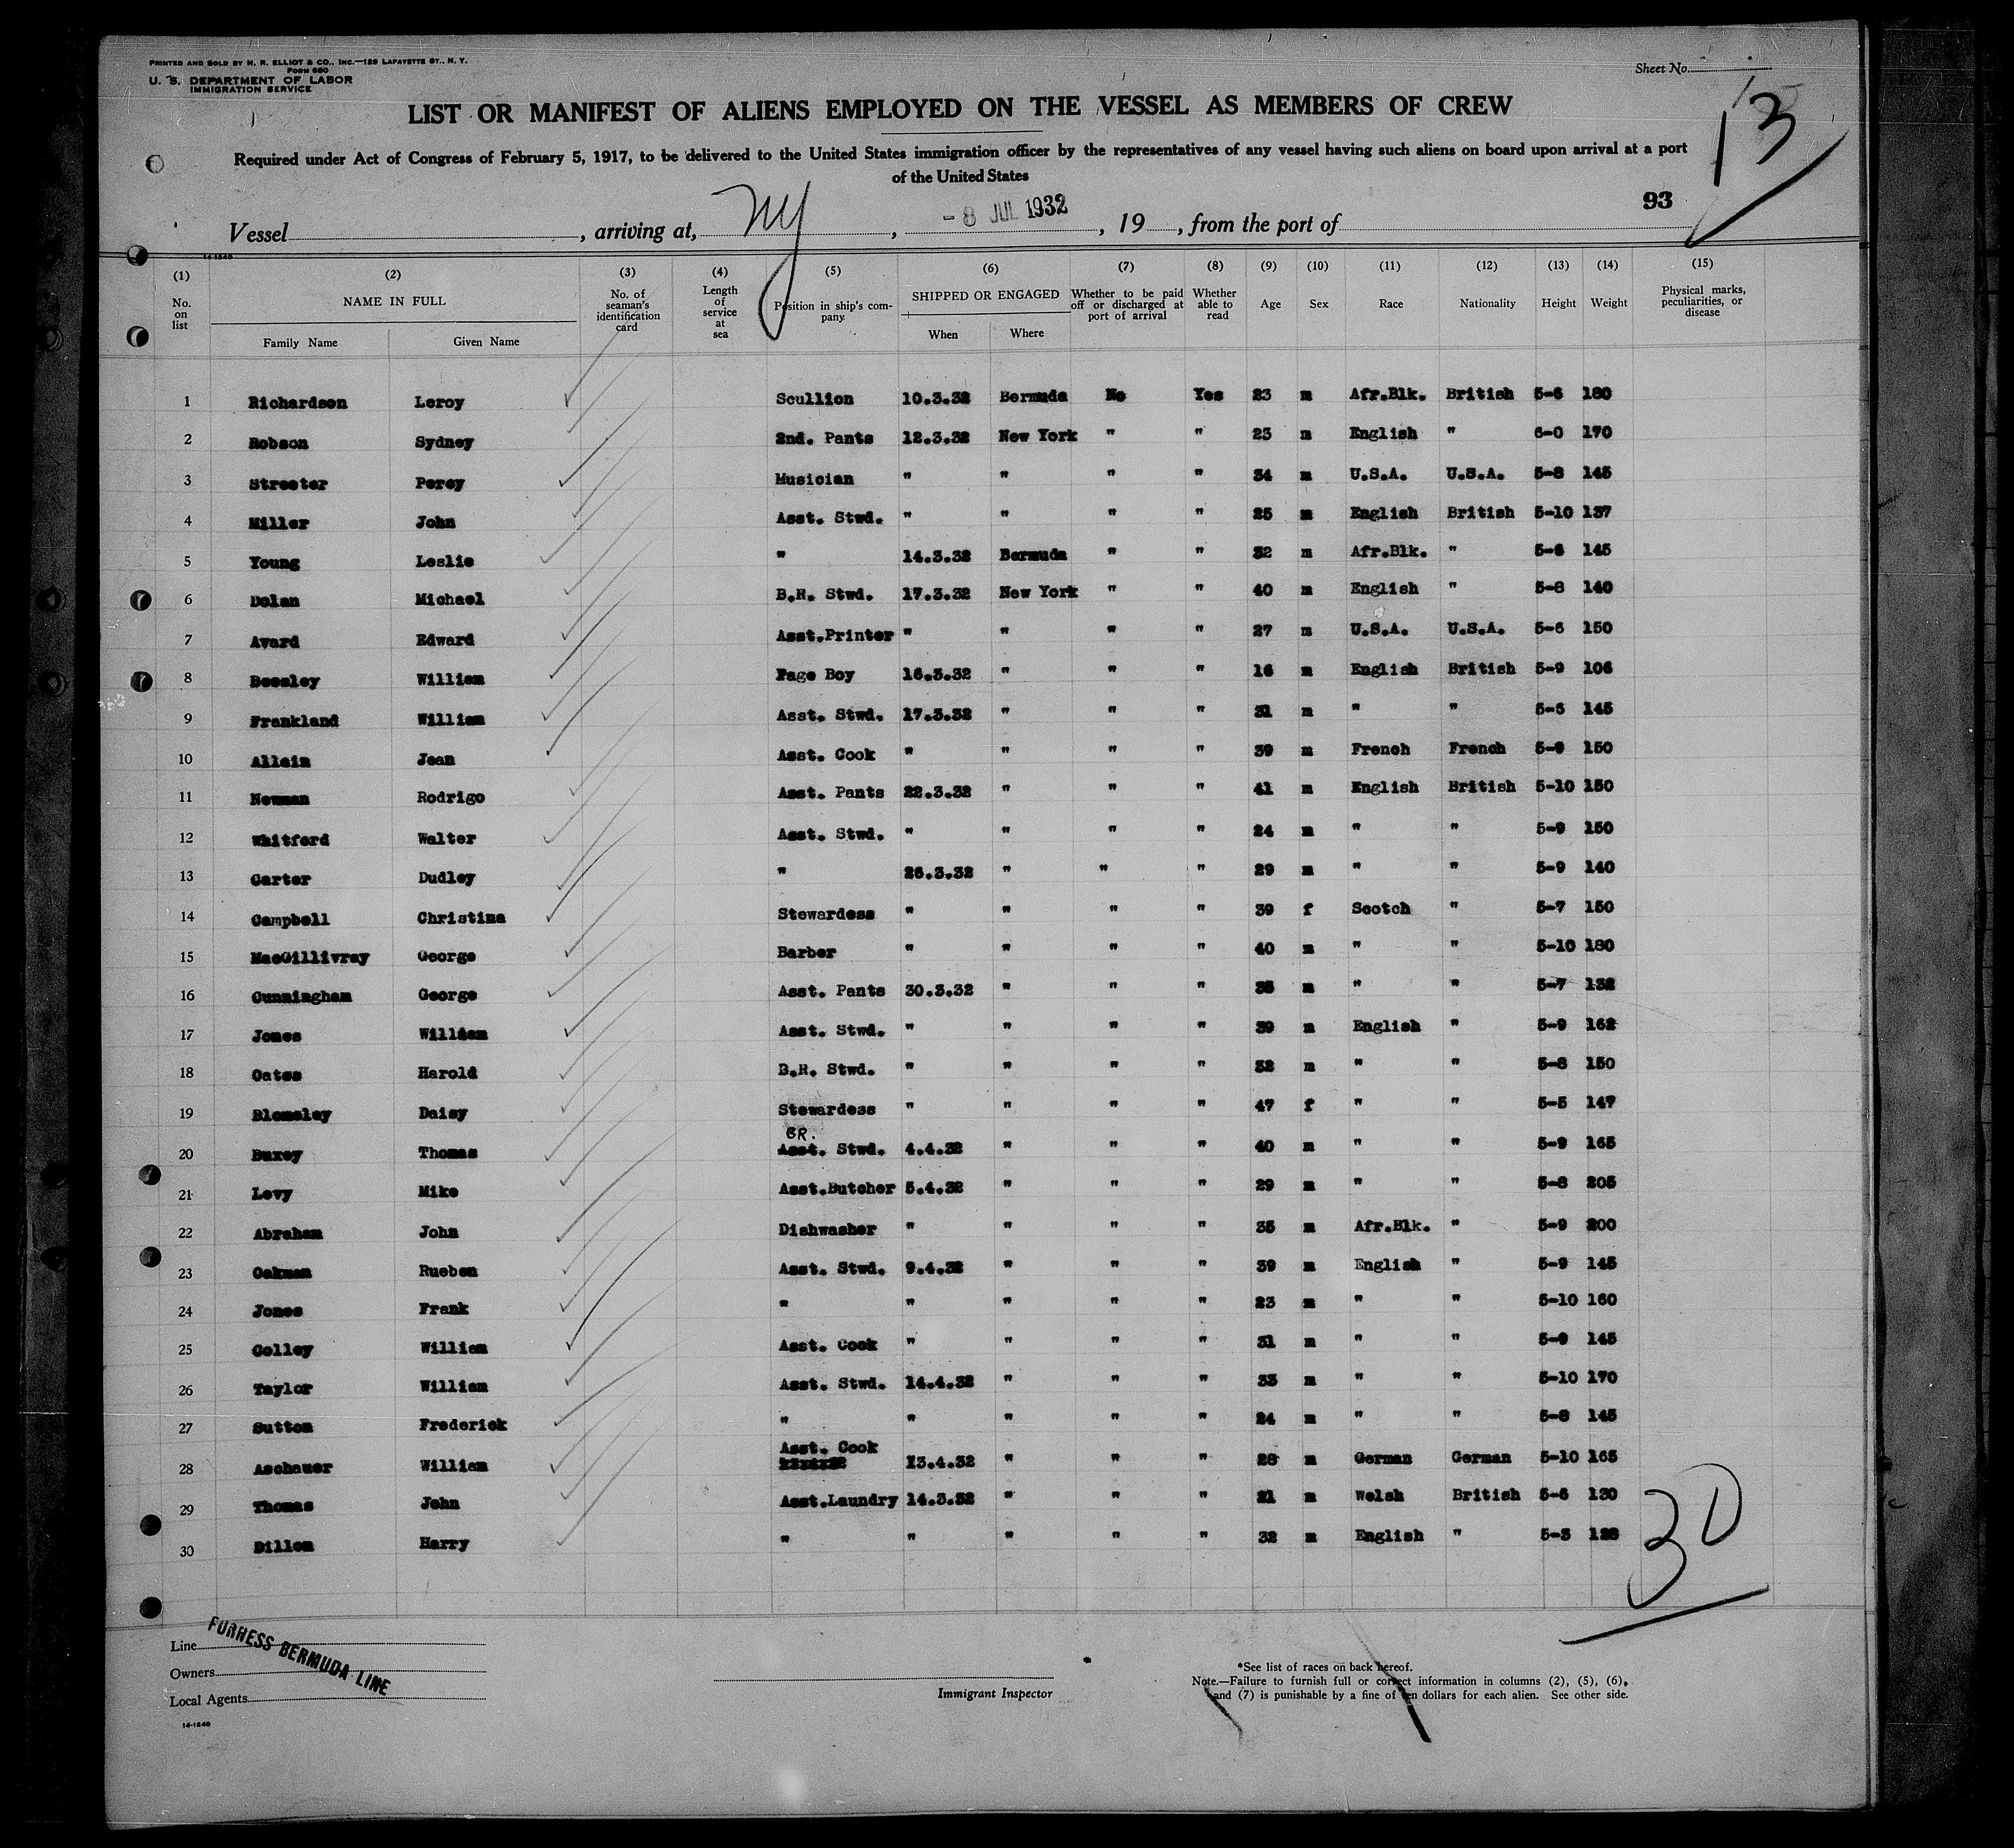 PRINTED AND SOLD BY H. R. ELLIOT & CO., INC.—129 LAFAYETTE ST., N. Y.
FORM 680
U. S. DEPARTMENT OF LABOR
IMMIGRATION SERVICE
Sheet No.
13
LIST OR MANIFEST OF ALIENS EMPLOYED ON THE VESSEL AS MEMBERS OF CREW
Required under Act of Congress of February 5, 1917, to be delivered to the United States immigration officer by the representatives of any vessel having such aliens on board upon arrival at a port
of the United States
93
Vessel , arriving at, NY , - 8 JUL 1932 , 19 , from the port of
14-1240
(1) (2) (3) (4) (5) (6) (7) (8) (9) (10) (11) (12) (13) (14) (15)
No. on list NAME IN FULL Family Name Given Name No. of seaman's identification card Length of service at sea Position in ship's company SHIPPED OR ENGAGED When Where Whether to be paid off or discharged at port of arrival Whether able to read Age Sex Race Nationality Height Weight Physical marks, peculiarities, or disease
1 Richardson Leroy Scullion 10.3.32 Bermuda No Yes 23 m Afr.Blk. British 5-6 180
2 Robson Sydney 2nd. Pants 12.3.32 New York " " 23 m English " 6-0 170
3 Streeter Percy Musician " " " " 34 m U.S.A. U.S.A. 5-8 145
4 Miller John Asst. Stwd. " " " " 25 m English British 5-10 137
5 Young Leslie " 14.3.32 Bermuda " " 32 m Afr.Blk. " 5-6 145
6 Dolan Michael B.R. Stwd. 17.3.32 New York " " 40 m English " 5-8 140
7 Avard Edward Asst.Printer " " " " 27 m U.S.A. U.S.A. 5-6 150
8 Beesley William Page Boy 16.3.32 " " " 16 m English British 5-9 106
9 Frankland William Asst. Stwd. 17.3.32 " " " 31 m " " 5-6 145
10 Allain Jean Asst. Cook " " " " 39 m French French 5-9 150
11 Newman Rodrigo Asst. Pants 22.3.32 " " " 41 m English British 5-10 150
12 Whitford Walter Asst. Stwd. " " " " 24 m " " 5-9 150
13 Carter Dudley " 26.3.32 " " " 29 m " " 5-9 140
14 Campbell Christina Stewardess " " " " 39 f Scotch " 5-7 150
15 MacGillivray George Barber " " " " 40 m " " 5-10 180
16 Cunningham George Asst. Pants 30.3.32 " " " 35 m " " 5-7 132
17 Jones William Asst. Stwd. " " " " 39 m English " 5-9 162
18 Oates Harold B.R. Stwd. " " " " 32 m " " 5-8 150
19 Blomeley Daisy Stewardess " " " " 47 f " " 5-5 147
BR.
20 Buxey Thomas Asst. Stwd. 4.4.32 " " " 40 m " " 5-9 165
21 Levy Mike Asst.Butcher 5.4.32 " " " 29 m " " 5-8 205
22 Abraham John Dishwasher " " " " 35 m Afr.Blk. " 5-9 200
23 Oakman Rueben Asst. Stwd. 9.4.32 " " " 39 m English " 5-9 145
24 Jones Frank " " " " " 23 m " " 5-10 160
25 Colley William Asst. Cook " " " " 31 m " " 5-9 145
26 Taylor William Asst. Stwd. 14.4.32 " " " 33 m " " 5-10 170
27 Sutton Frederick " " " " " 24 m " " 5-8 145
28 Aschauer William Asst. Cook 13.4.32 " " " 28 m German German 5-10 165
29 Thomas John Asst.Laundry 14.3.32 " " " 21 m Welsh British 5-6 130
30 Dillon Harry " " " " " 32 m English " 5-3 128
30
Line
FURNESS BERMUDA LINE
Owners
Local Agents
14-1240
Immigrant Inspector
*See list of races on back hereof.
Note.—Failure to furnish full or correct information in columns (2), (5), (6),
and (7) is punishable by a fine of ten dollars for each alien. See other side.